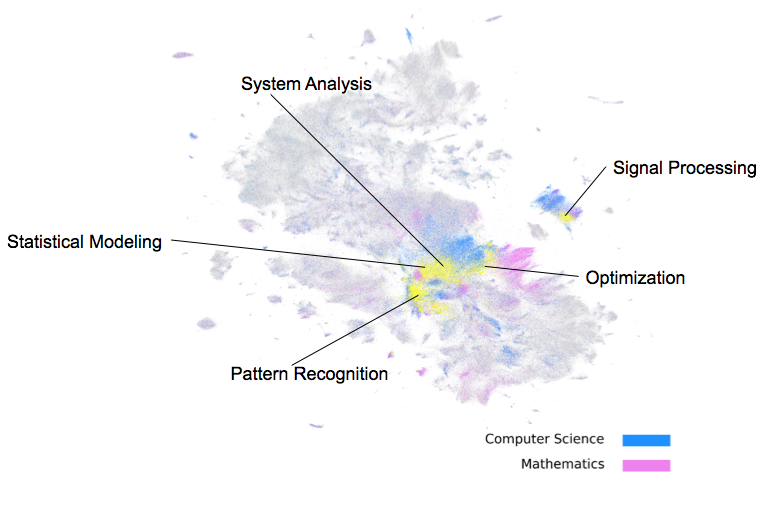 System Analysis
Signal Processing
Statistical Modeling
Optimization
Pattern Recognition
Computer Science
Mathematics